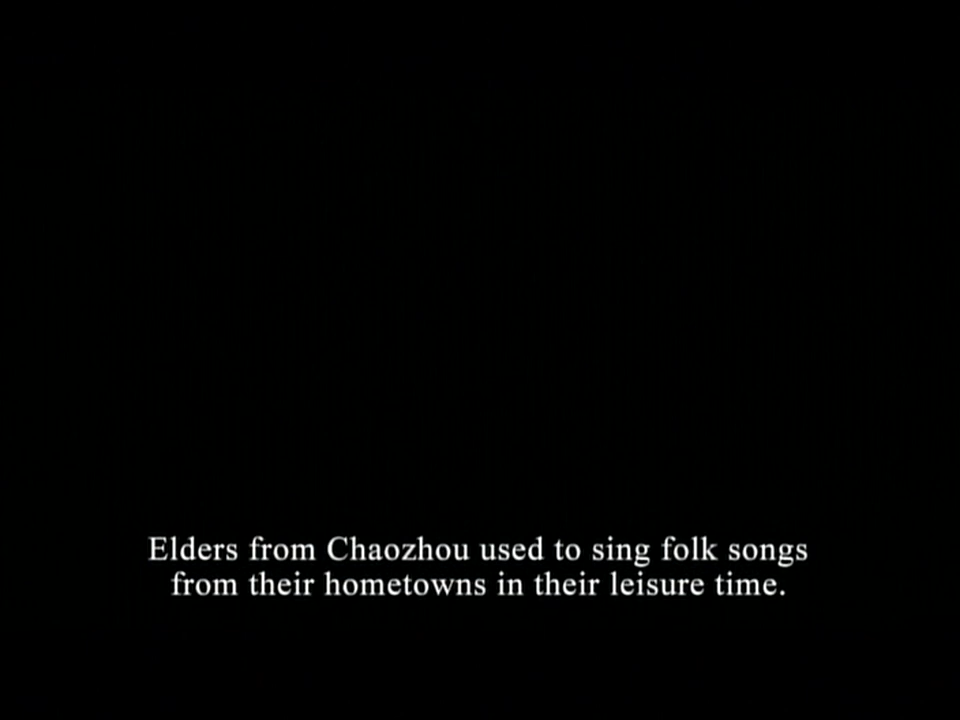 Elders from Chaozhou used to sing folk songs
from their hometowns in their leisure time.